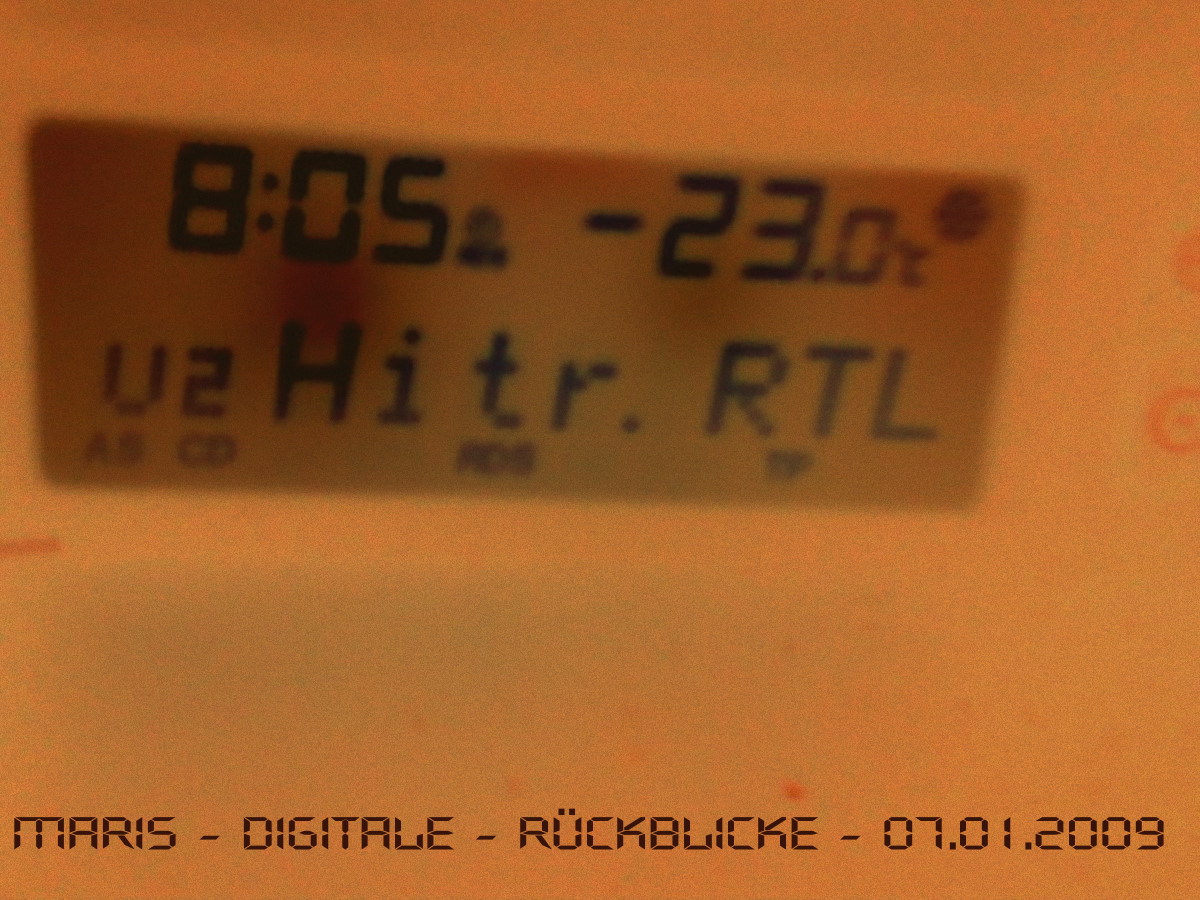 8:05 -23.0°C
U2 Hitr. RTL
AS CD RDS TP
MARIS - DIGITALE - RÜCKBLICKE - 07.01.2009